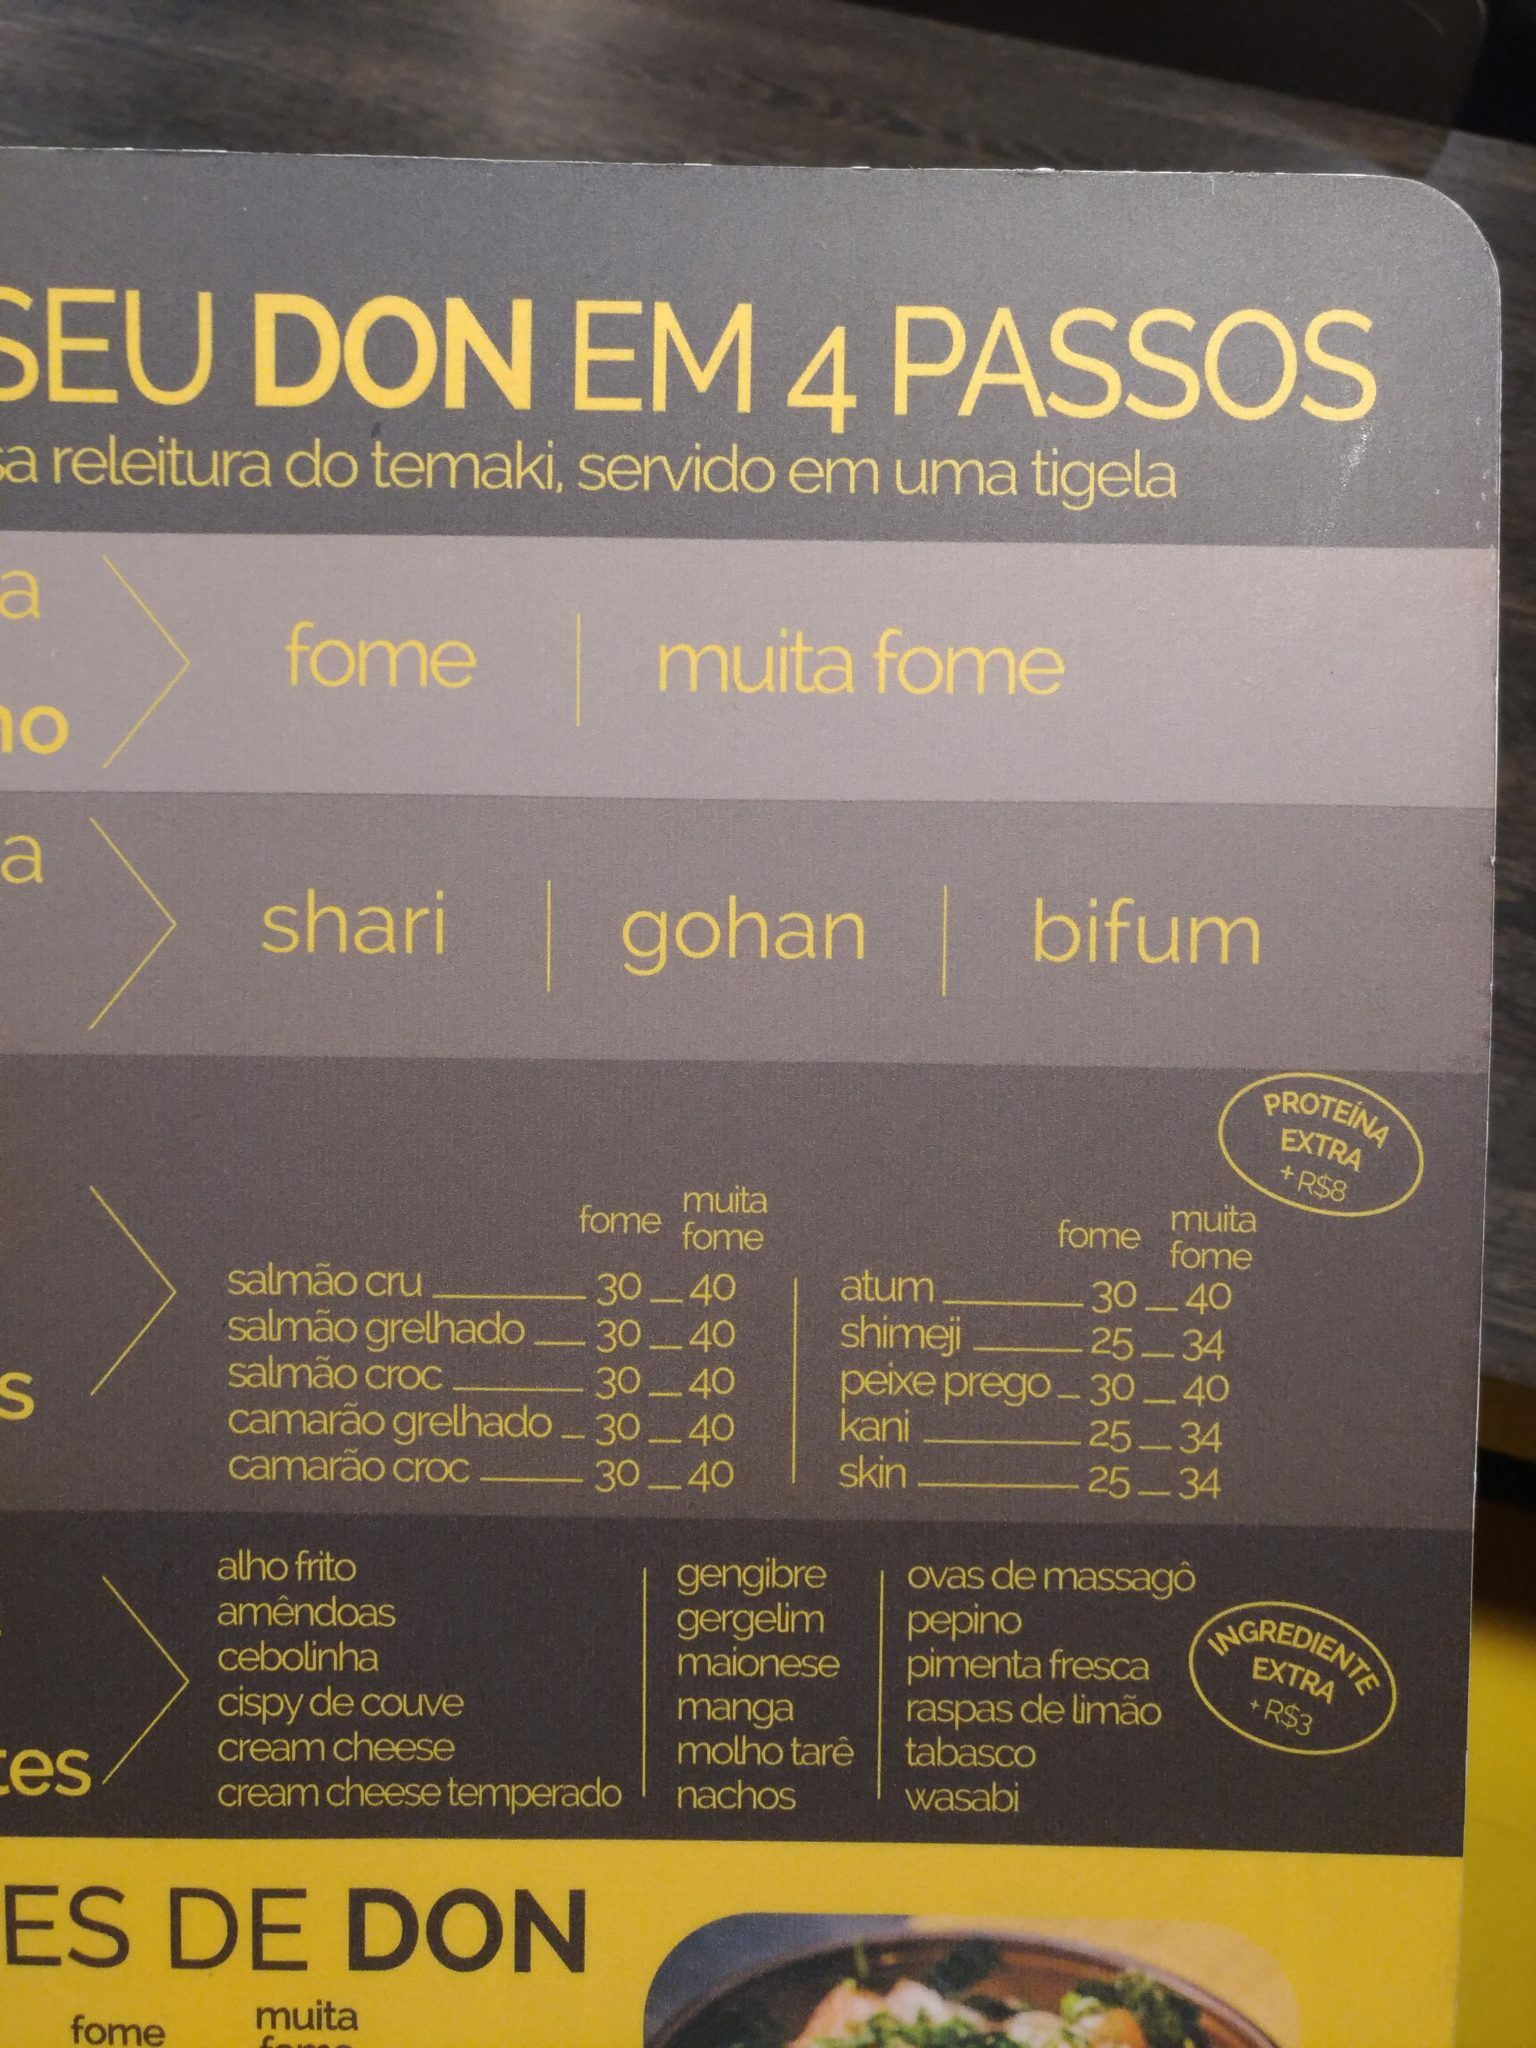 SEU DON EM 4 PASSOS
releitura do temaki, servido em uma tigela
fome | muita fome
shari | gohan | bifum
PROTEÍNA
EXTRA
+ R$8
fome muita fome
salmão cru 30 40
salmão grelhado 30 40
salmão croc 30 40
camarão grelhado 30 40
camarão croc 30 40
fome muita fome
atum 30 40
shimeji 25 34
peixe prego 30 40
kani 25 34
skin 25 34
alho frito
amêndoas
cebolinha
cispy de couve
cream cheese
cream cheese temperado
gengibre
gergelim
maionese
manga
molho tarê
nachos
ovas de massagô
pepino
pimenta fresca
raspas de limão
tabasco
wasabi
INGREDIENTE
EXTRA
+ R$3
DE DON
fome muita
fome